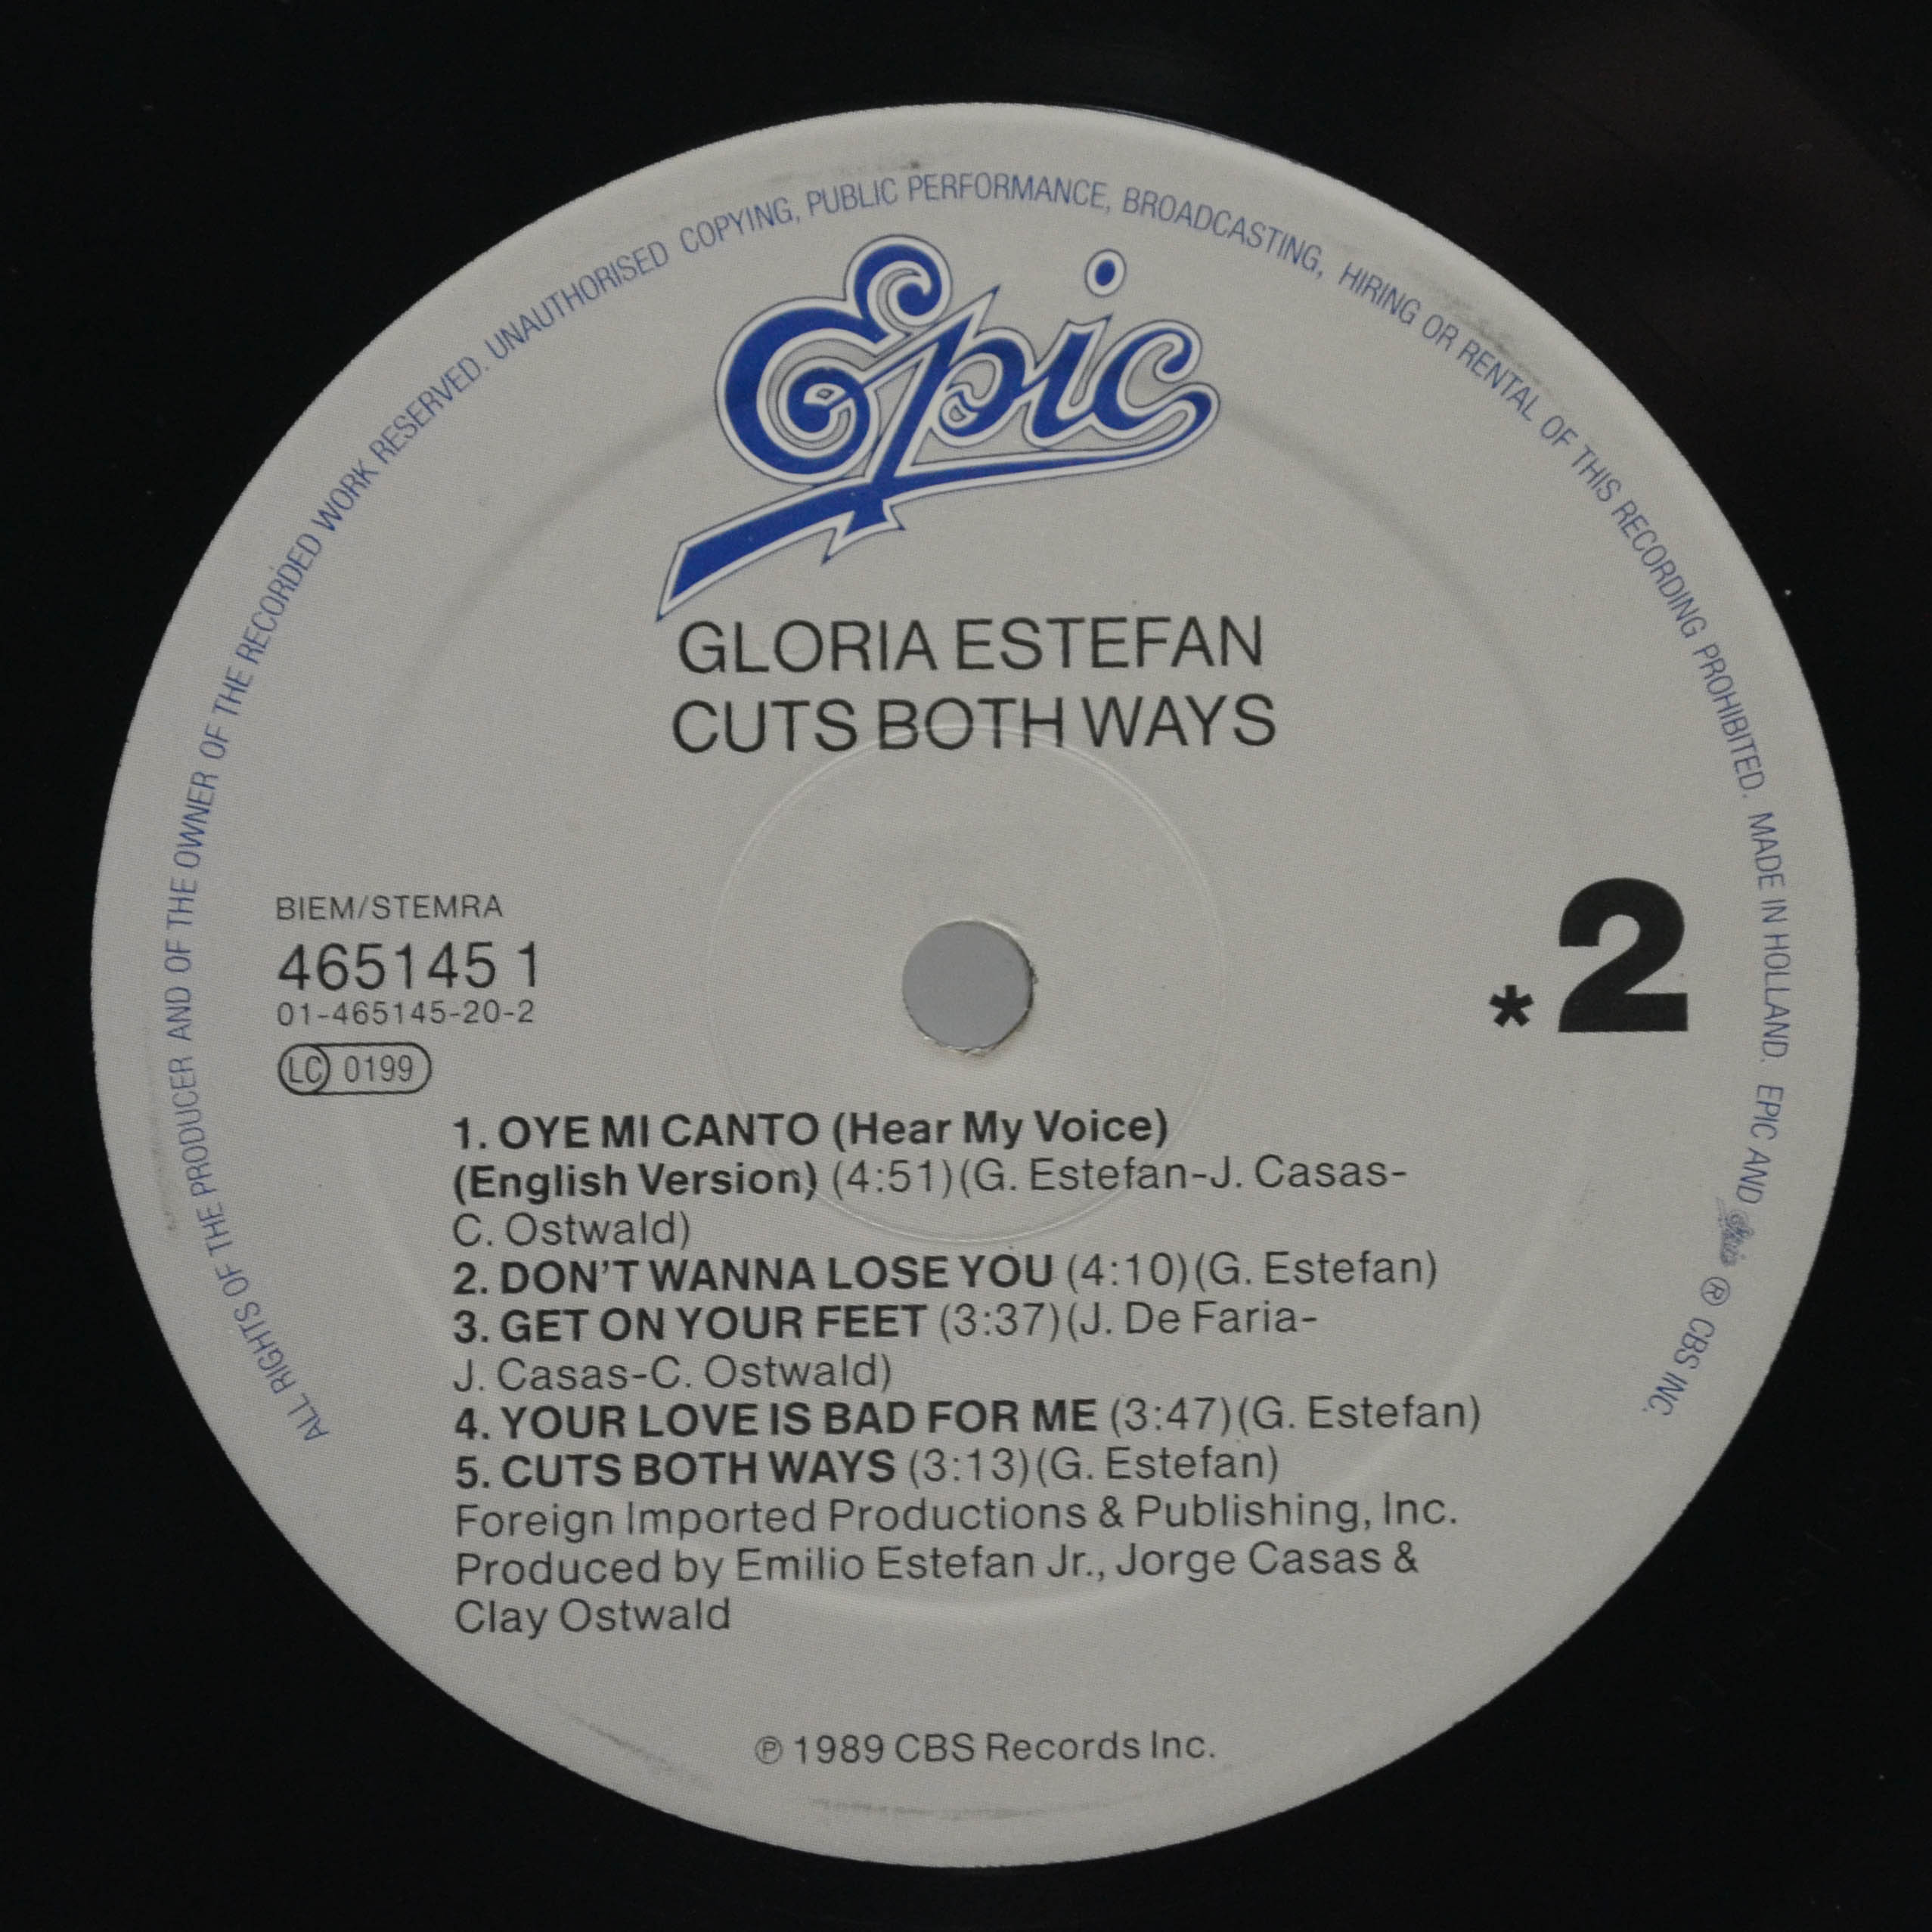 ALL RIGHTS OF THE PRODUCER AND OF THE OWNER OF THE RECORDED WORK RESERVED. UNAUTHORISED COPYING, PUBLIC PERFORMANCE, BROADCASTING, HIRING OR RENTAL OF THIS RECORDING PROHIBITED. MADE IN HOLLAND. EPIC AND Epic ® CBS INC.
Epic
GLORIA ESTEFAN
CUTS BOTH WAYS
BIEM/STEMRA
465145 1
01-465145-20-2
LC 0199
*2
1. OYE MI CANTO (Hear My Voice)
(English Version) (4:51)(G. Estefan-J. Casas-
C. Ostwald)
2. DON'T WANNA LOSE YOU (4:10)(G. Estefan)
3. GET ON YOUR FEET (3:37)(J. De Faria-
J. Casas-C. Ostwald)
4. YOUR LOVE IS BAD FOR ME (3:47)(G. Estefan)
5. CUTS BOTH WAYS (3:13)(G. Estefan)
Foreign Imported Productions & Publishing, Inc.
Produced by Emilio Estefan Jr., Jorge Casas &
Clay Ostwald
℗ 1989 CBS Records Inc.